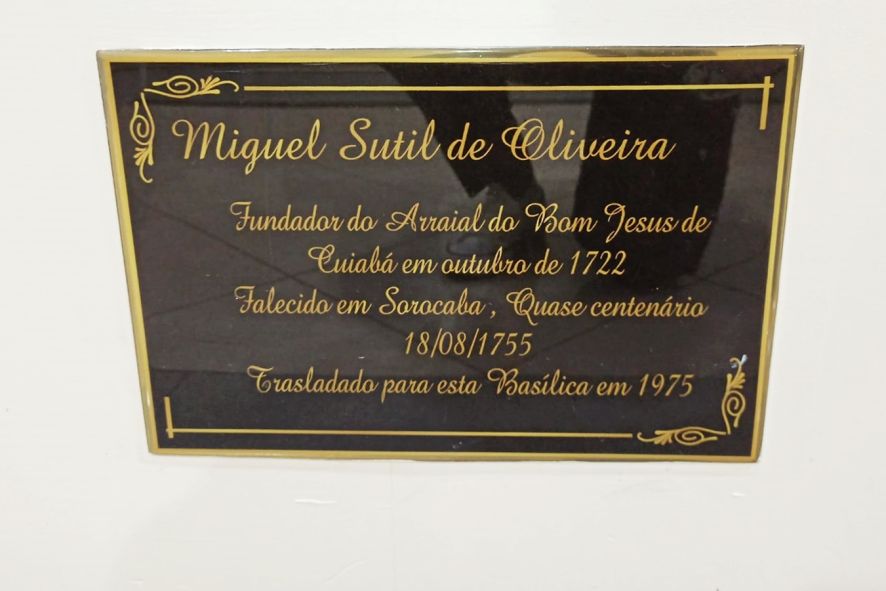 Miguel Sutil de Oliveira
Fundador do Arraial do Bom Jesus de
Cuiabá em outubro de 1722
Falecido em Sorocaba , Quase centenário
18/08/1755
Trasladado para esta Basílica em 1975